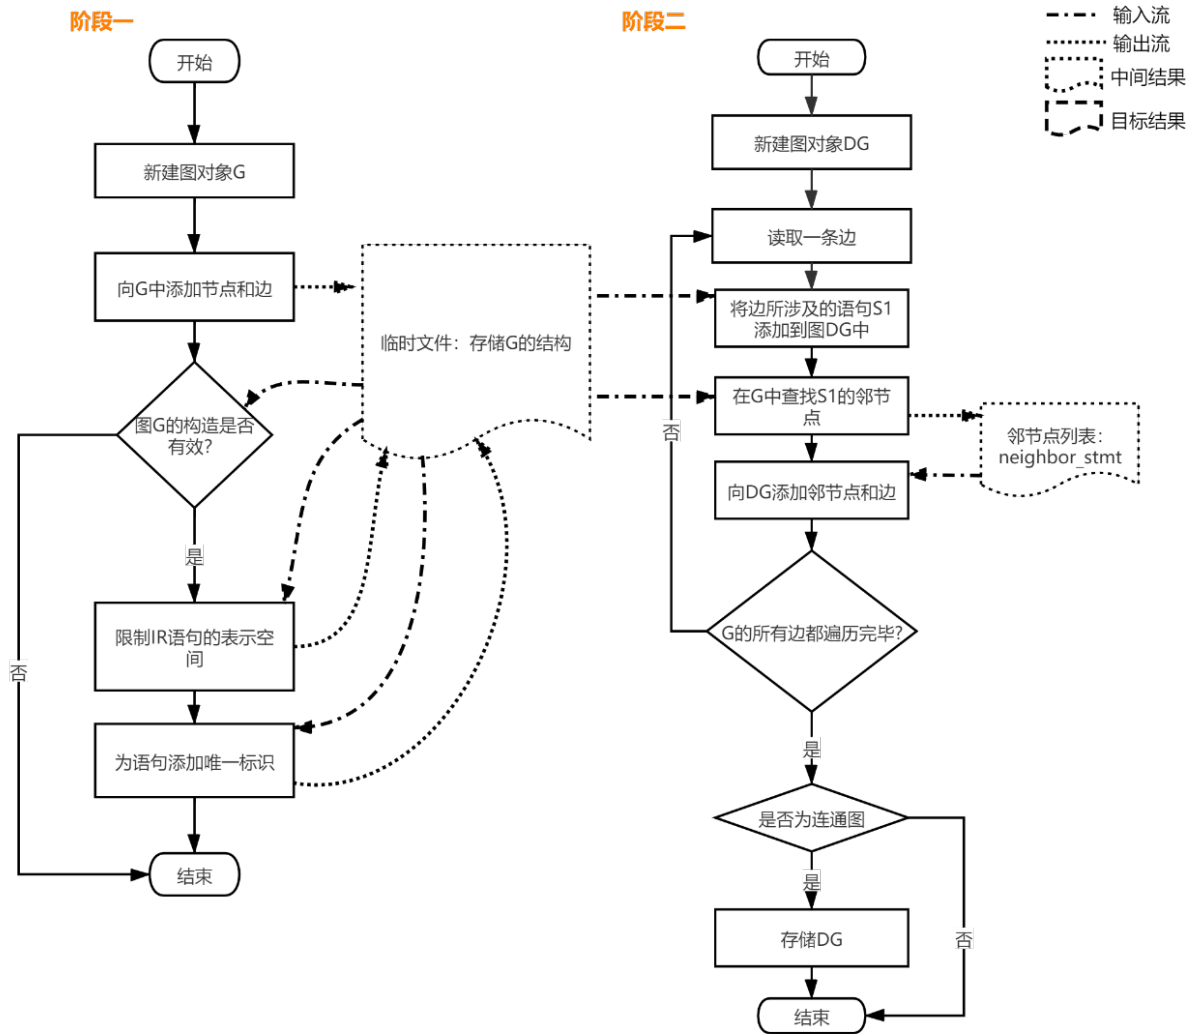 阶段一
开始
新建图对象G
向G中添加节点和边
图G的构造是否
有效?
是
否
限制IR语句的表示空
间
为语句添加唯一标识
结束
临时文件：存储G的结构
阶段二
开始
新建图对象DG
读取一条边
将边所涉及的语句S1
添加到图DG中
在G中查找S1的邻节
点
否
向DG添加邻节点和边
邻节点列表：
neighbor_stmt
G的所有边都遍历完毕?
是
是否为连通图
是
否
存储DG
结束
输入流
输出流
中间结果
目标结果